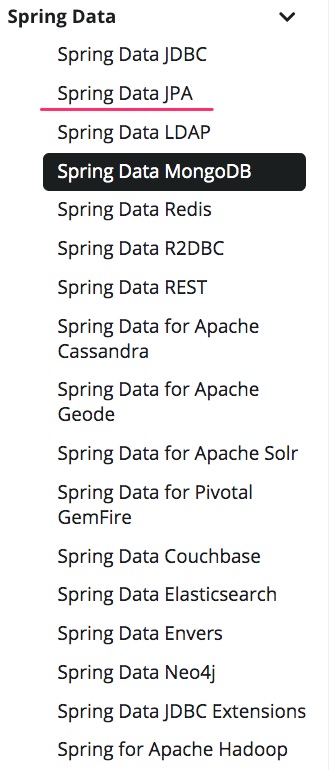 Spring Data
Spring Data JDBC
Spring Data JPA
Spring Data LDAP
Spring Data MongoDB
Spring Data Redis
Spring Data R2DBC
Spring Data REST
Spring Data for Apache
Cassandra
Spring Data for Apache
Geode
Spring Data for Apache Solr
Spring Data for Pivotal
GemFire
Spring Data Couchbase
Spring Data Elasticsearch
Spring Data Envers
Spring Data Neo4j
Spring Data JDBC Extensions
Spring for Apache Hadoop